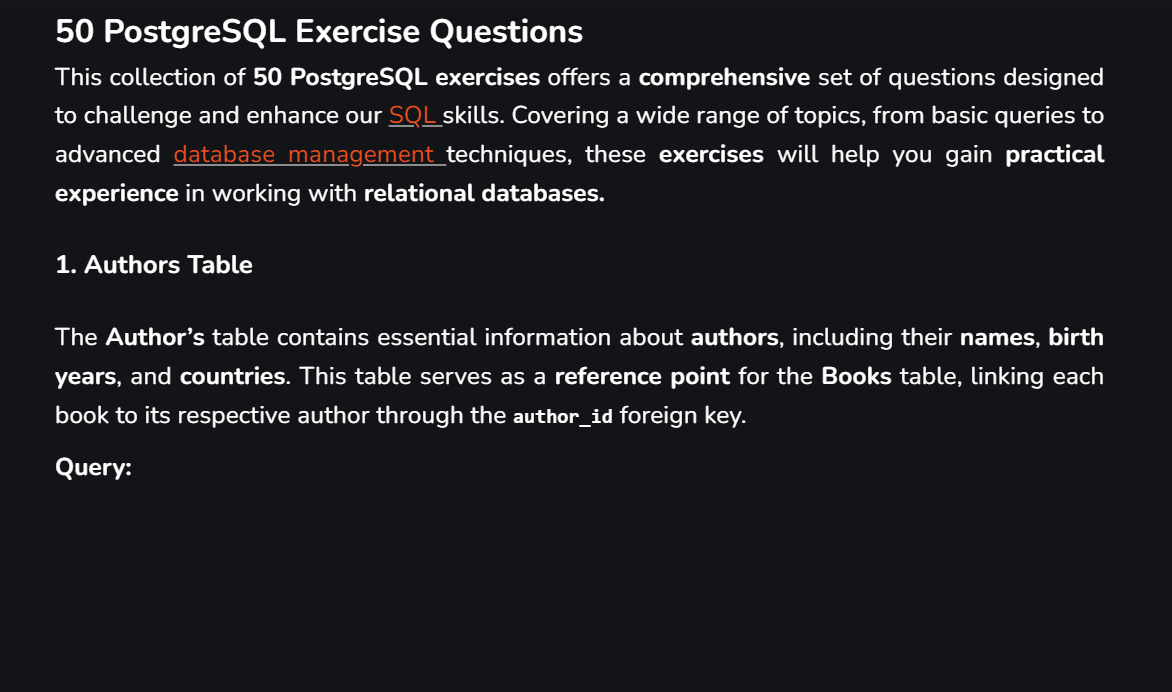 50 PostgreSQL Exercise Questions
This collection of 50 PostgreSQL exercises offers a comprehensive set of questions designed
to challenge and enhance our SQL skills. Covering a wide range of topics, from basic queries to
advanced database management techniques, these exercises will help you gain practical
experience in working with relational databases.
1. Authors Table
The Author’s table contains essential information about authors, including their names, birth
years, and countries. This table serves as a reference point for the Books table, linking each
book to its respective author through the author_id foreign key.
Query: